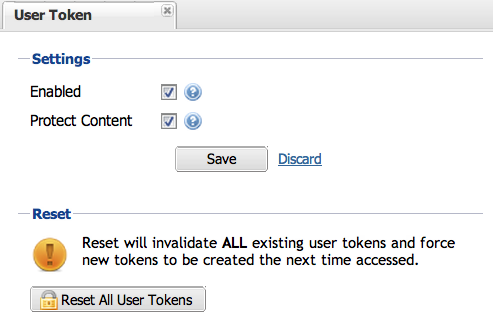 User Token
Settings
Enabled
Protect Content
Save Discard
Reset
Reset will invalidate ALL existing user tokens and force
new tokens to be created the next time accessed.
Reset All User Tokens